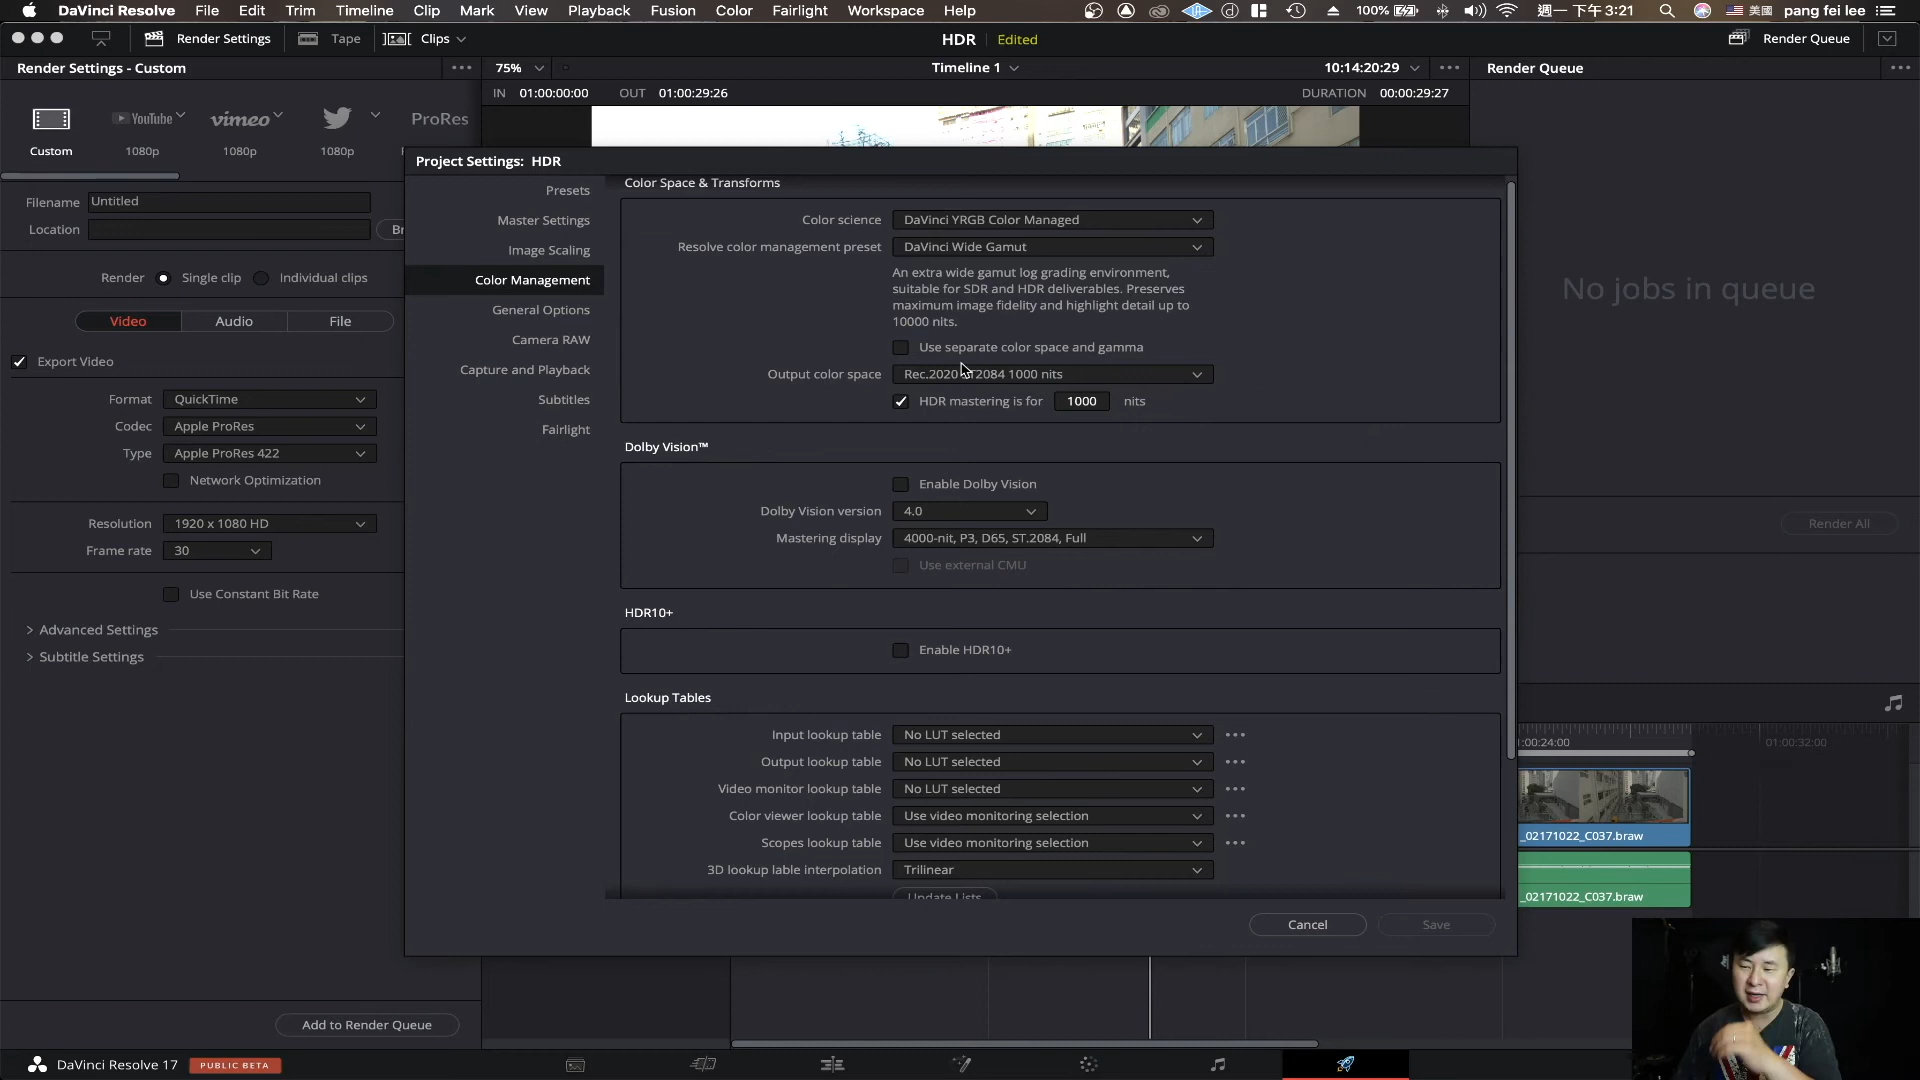 DaVinci Resolve File Edit Trim Timeline Clip Mark View Playback Fusion Color Fairlight Workspace Help 100% 美國 週一下午3:21 pang fei lee
Render Settings Tape Clips HDR Edited Render Queue
Render Settings - Custom 75% Timeline 1 10:14:20:29 Render Queue
IN 01:00:00:00 OUT 01:00:29:26 DURATION 00:00:29:27
YouTube vimeo ProRes
Custom 1080p 1080p 1080p
Filename Untitled
Location Br
Render Single clip Individual clips
Video Audio File
Export Video
Format QuickTime
Codec Apple ProRes
Type Apple ProRes 422
Network Optimization
Resolution 1920 x 1080 HD
Frame rate 30
Use Constant Bit Rate
> Advanced Settings
> Subtitle Settings
Add to Render Queue
Project Settings: HDR
Presets
Master Settings
Image Scaling
Color Management
General Options
Camera RAW
Capture and Playback
Subtitles
Fairlight
Color Space & Transforms
Color science DaVinci YRGB Color Managed
Resolve color management preset DaVinci Wide Gamut
An extra wide gamut log grading environment,
suitable for SDR and HDR deliverables. Preserves
maximum image fidelity and highlight detail up to
10000 nits.
Use separate color space and gamma
Output color space Rec.2020 T2084 1000 nits
HDR mastering is for 1000 nits
Dolby Vision™
Enable Dolby Vision
Dolby Vision version 4.0
Mastering display 4000-nit, P3, D65, ST.2084, Full
Use external CMU
HDR10+
Enable HDR10+
Lookup Tables
Input lookup table No LUT selected
Output lookup table No LUT selected
Video monitor lookup table No LUT selected
Color viewer lookup table Use video monitoring selection
Scopes lookup table Use video monitoring selection
3D lookup lable interpolation Trilinear
Update Lists
Cancel Save
No jobs in queue
Render All
1:00:24:00 01:00:32:00
_02171022_C037.braw
_02171022_C037.braw
DaVinci Resolve 17 PUBLIC BETA